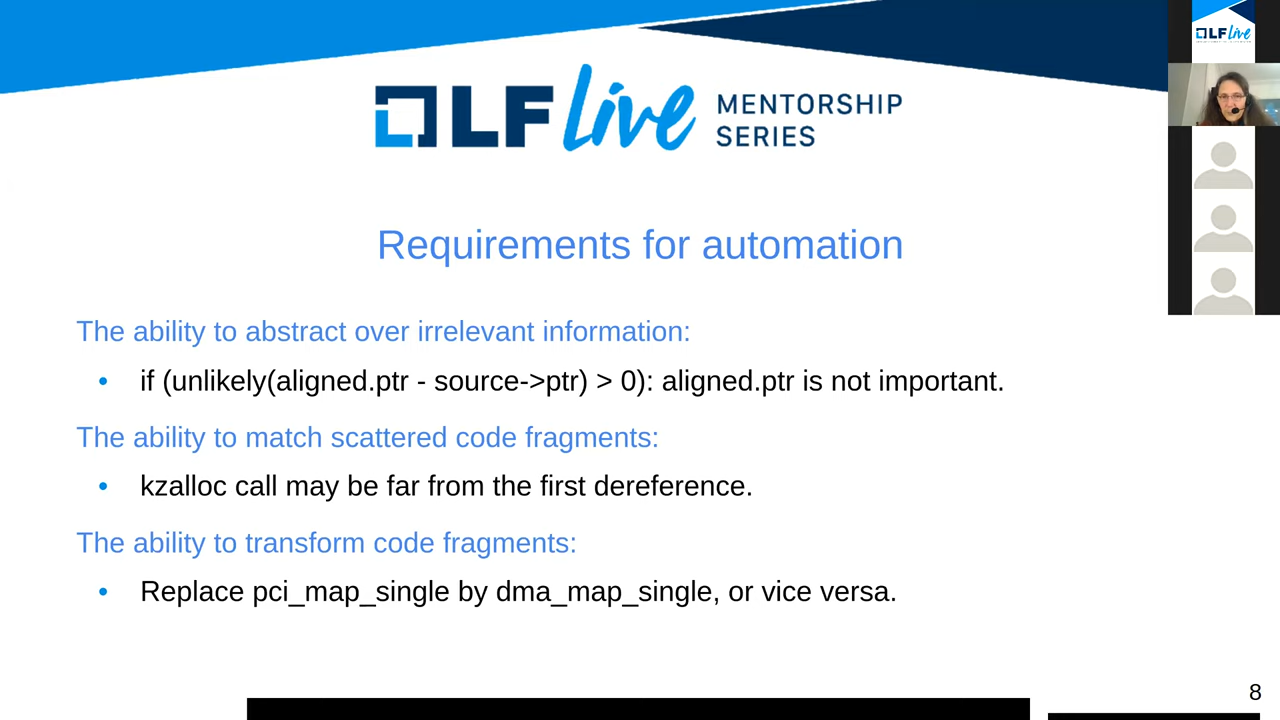 LF Live MENTORSHIP
SERIES
LF Live
Requirements for automation
The ability to abstract over irrelevant information:
• if (unlikely(aligned.ptr - source->ptr) > 0): aligned.ptr is not important.
The ability to match scattered code fragments:
• kzalloc call may be far from the first dereference.
The ability to transform code fragments:
• Replace pci_map_single by dma_map_single, or vice versa.
8